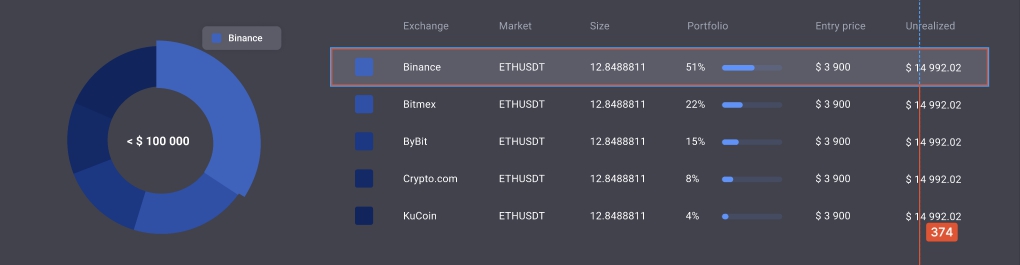 Binance
< $ 100 000
Exchange Market Size Portfolio Entry price Unrealized
Binance ETHUSDT 12.8488811 51% $ 3 900 $ 14 992.02
Bitmex ETHUSDT 12.8488811 22% $ 3 900 $ 14 992.02
ByBit ETHUSDT 12.8488811 15% $ 3 900 $ 14 992.02
Crypto.com ETHUSDT 12.8488811 8% $ 3 900 $ 14 992.02
KuCoin ETHUSDT 12.8488811 4% $ 3 900 $ 14 992.02
374